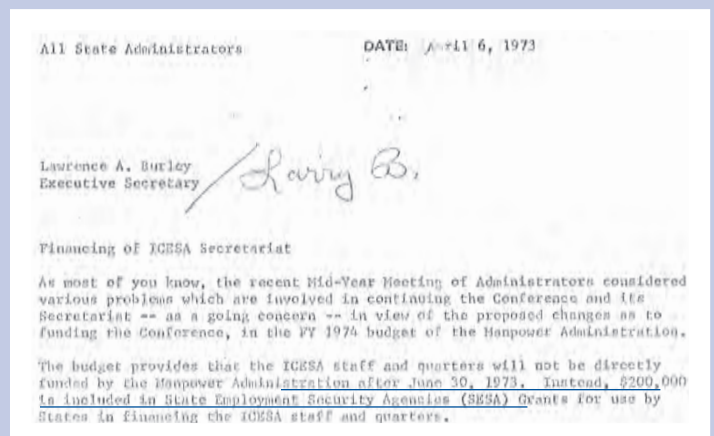 All State Administrators DATE: April 6, 1973
Lawrence A. Burley
Executive Secretary
Larry B.
Financing of ICESA Secretariat
As most of you know, the recent Mid-Year Meeting of Administrators considered
various problems which are involved in continuing the Conference and its
Secretariat -- as a going concern -- in view of the proposed changes as to
funding the Conference, in the FY 1974 budget of the Manpower Administration.
The budget provides that the ICESA staff and quarters will not be directly
funded by the Manpower Administration after June 30, 1973. Instead, $200,000
is included in State Employment Security Agencies (SESA) Grants for use by
States in financing the ICESA staff and quarters.